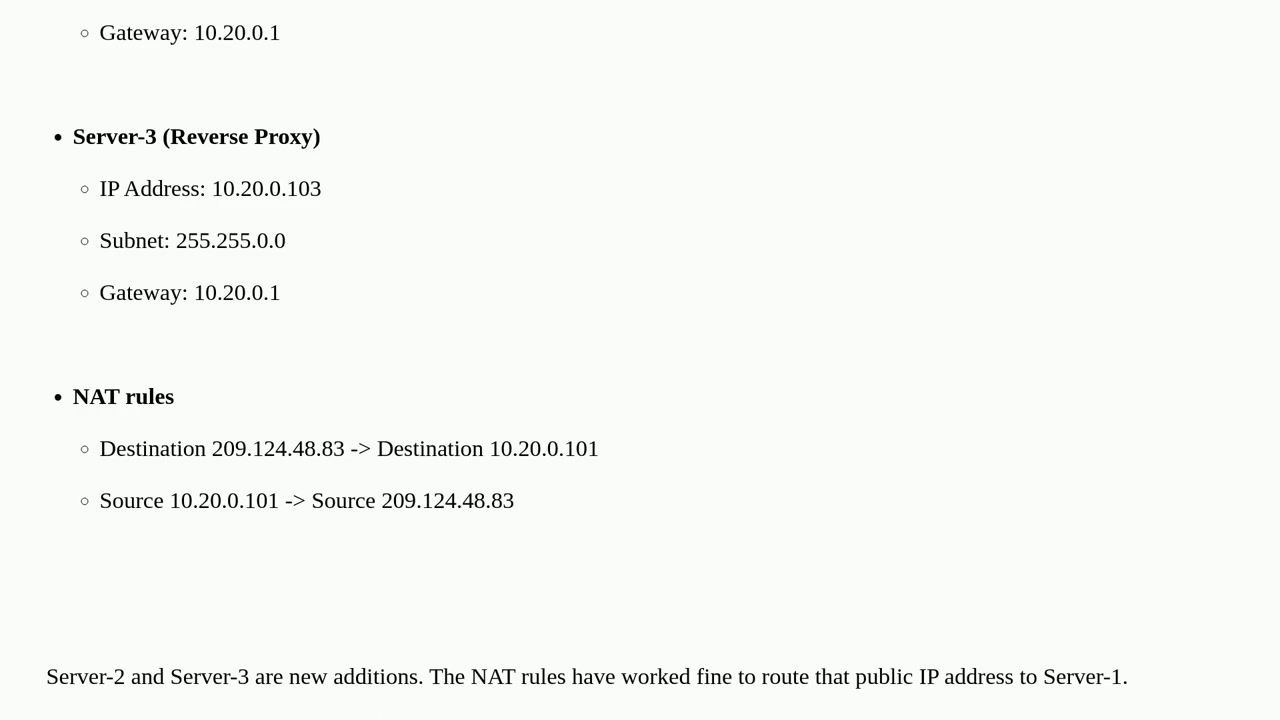 Gateway: 10.20.0.1
Server-3 (Reverse Proxy)
IP Address: 10.20.0.103
Subnet: 255.255.0.0
Gateway: 10.20.0.1
NAT rules
Destination 209.124.48.83 -> Destination 10.20.0.101
Source 10.20.0.101 -> Source 209.124.48.83
Server-2 and Server-3 are new additions. The NAT rules have worked fine to route that public IP address to Server-1.